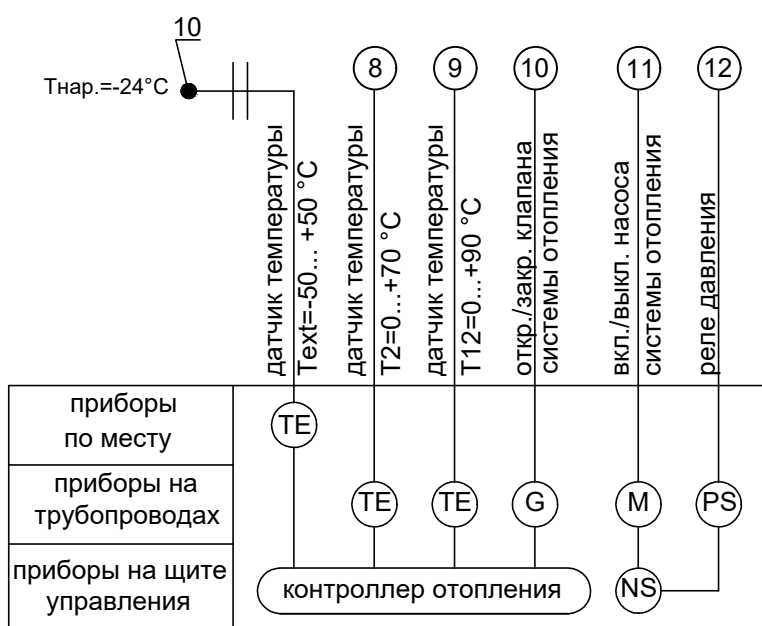 10
Тнар.=-24°C
8
9
10
11
12
датчик температуры
Text=-50... +50 °C
датчик температуры
T2=0...+70 °C
датчик температуры
T12=0...+90 °C
откр./закр. клапана
системы отопления
вкл./выкл. насоса
системы отопления
реле давления
приборы
по месту
TE
приборы на
трубопроводах
TE
TE
G
M
PS
приборы на щите
управления
контроллер отопления
NS